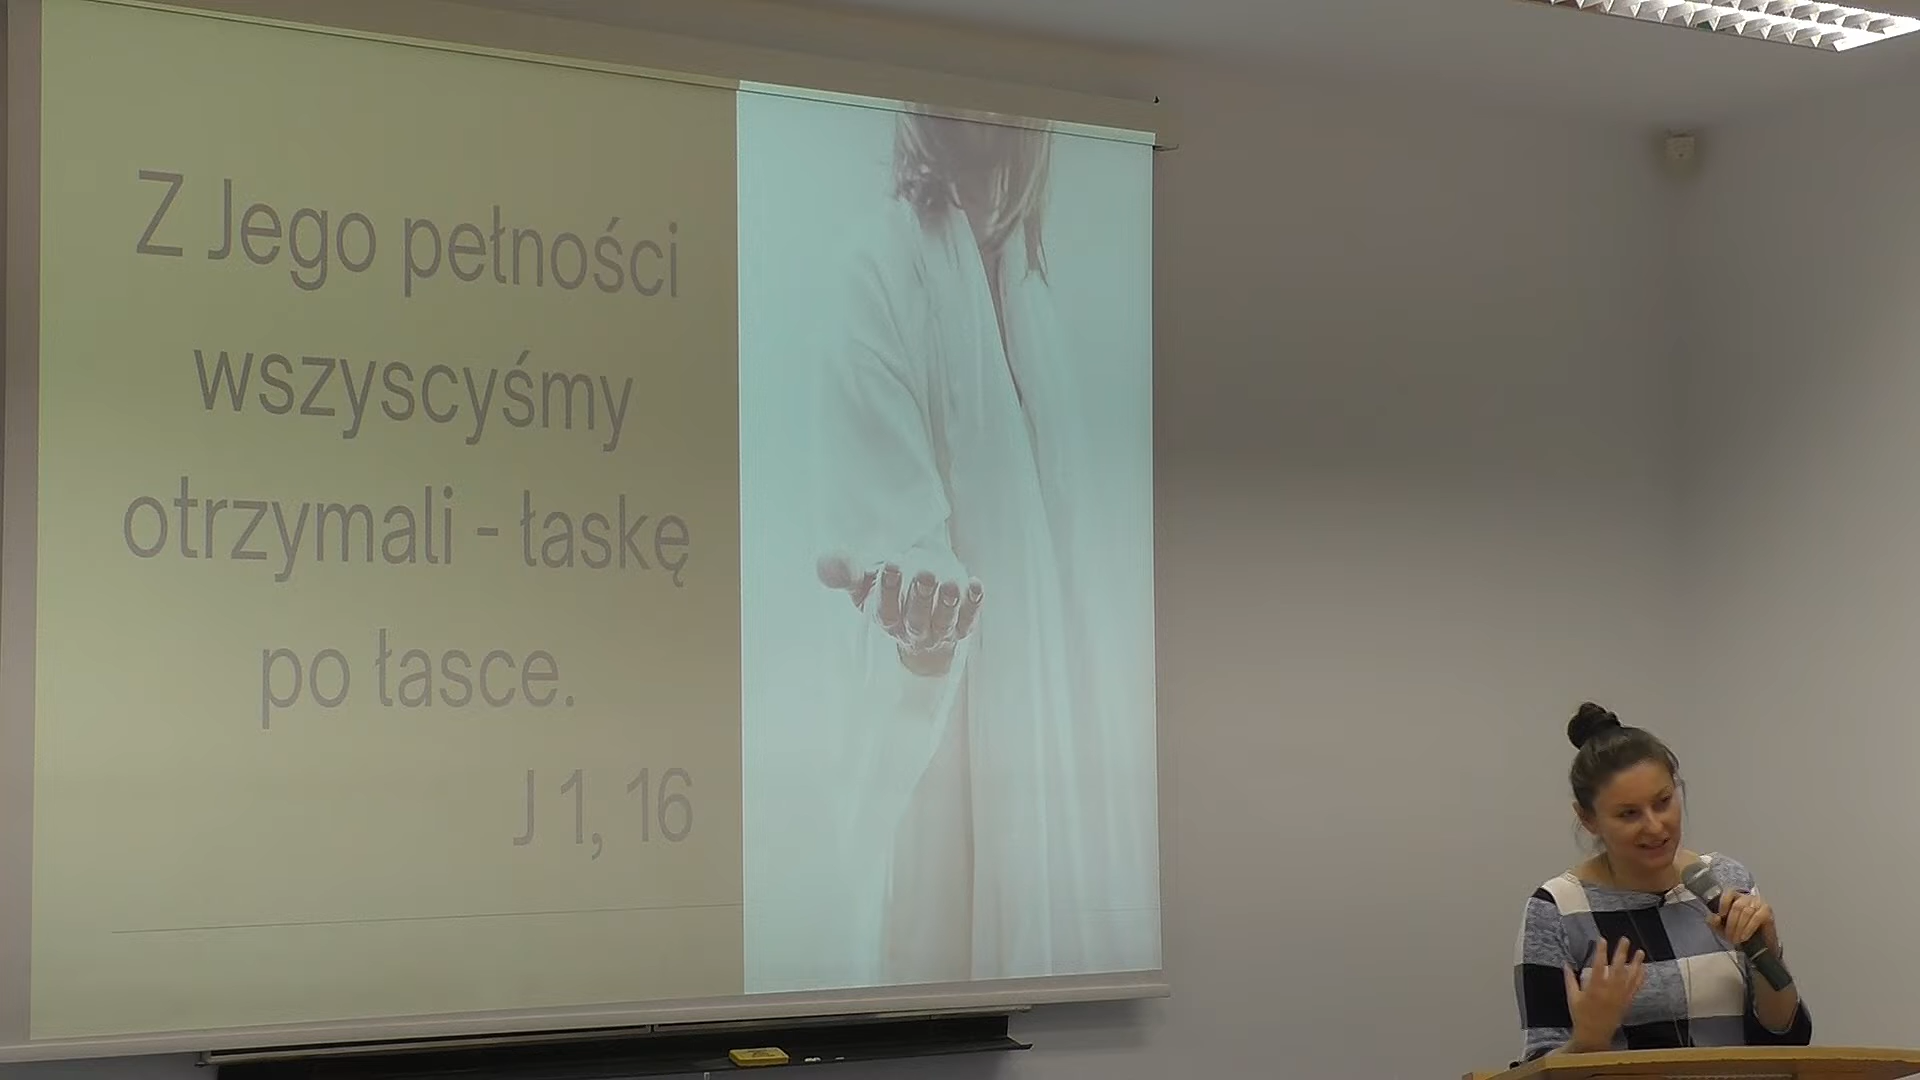 Z Jego pełności
wszyscyśmy
otrzymali - łaskę
po łasce.
J 1, 16